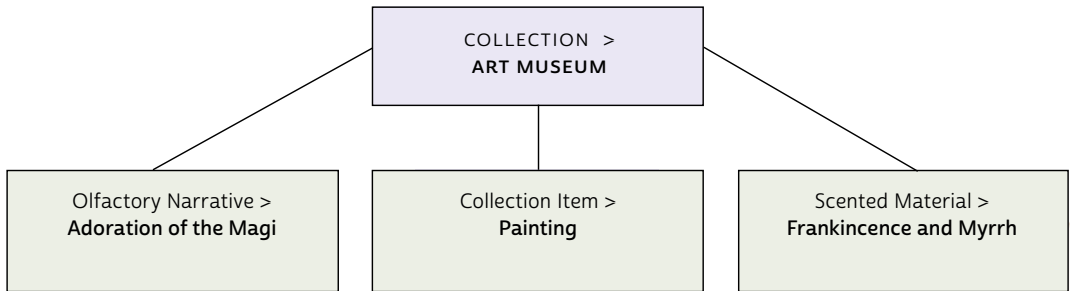 COLLECTION >
ART MUSEUM
Olfactory Narrative >
Adoration of the Magi
Collection Item >
Painting
Scented Material >
Frankincence and Myrrh